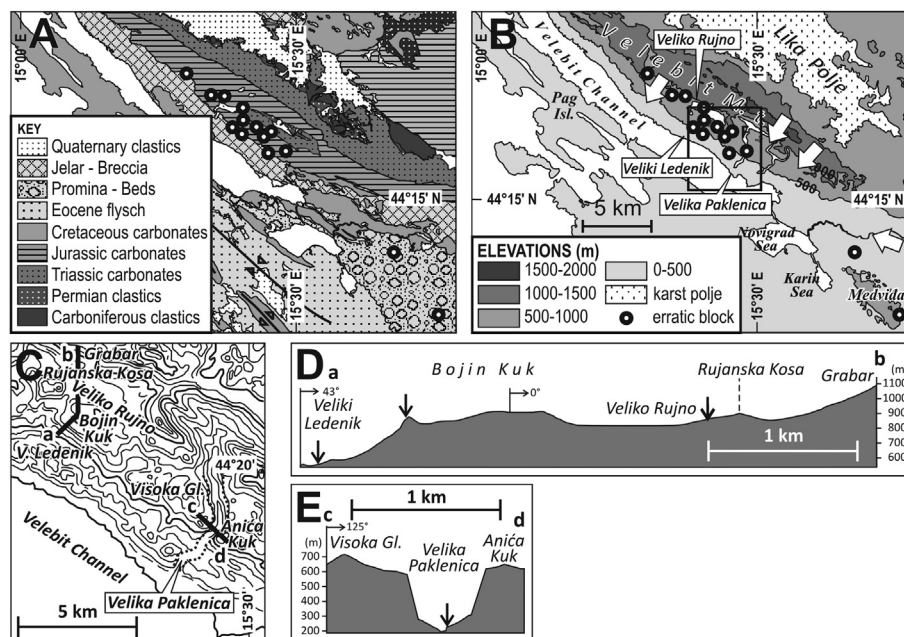 A
15°00' E
15°30' E
44°15' N
15°30' E
KEY
Quaternary clastics
Jelar - Breccia
Promina - Beds
Eocene flysch
Cretaceous carbonates
Jurassic carbonates
Triassic carbonates
Permian clastics
Carboniferous clastics
B
15°00' E
Veliko Rujno
Lika Polje
Velebit Mt.
Velebit Channel
Pag
Isl.
Veliki Ledenik
900
500
44°15' N
44°15' N
5 km
Velika Paklenica
Novigrad
Sea
Karin
Sea
15°30' E
Medviđa
ELEVATIONS (m)
1500-2000
1000-1500
500-1000
0-500
karst polje
erratic block
C
b
Grabar
Rujanska Kosa
Veliko Rujno
Bojin
Kuk
a
V. Ledenik
44°20'
Visoka Gl.
c
Anića
Kuk
d
Velebit Channel
Velika Paklenica
15°30'
5 km
D
a
b
Bojin Kuk
Rujanska Kosa
Grabar
(m)
43°
0°
Veliki
Ledenik
Veliko Rujno
1100
1000
900
800
700
600
1 km
E
c
d
1 km
125°
(m)
Visoka Gl.
Velika
Paklenica
Anića
Kuk
700
600
500
400
300
200